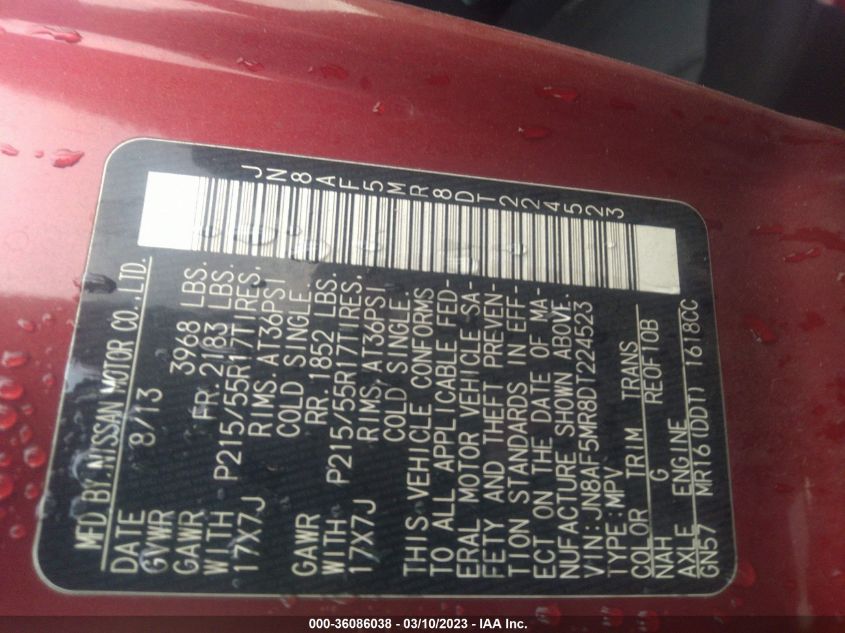 JN8AF5MR8DT224523
MFD BY NISSAN MOTOR CO.,LTD.
DATE 8/13
GVWR 3968 LBS.
GAWR FR. 2183 LBS.
WITH P215/55R17TIRES,
17X7J RIMS, AT36PSI
COLD SINGLE.
GAWR RR. 1852 LBS.
WITH P215/55R17TIRES,
17X7J RIMS, AT36PSI
COLD SINGLE.
THIS VEHICLE CONFORMS
TO ALL APPLICABLE FED-
ERAL MOTOR VEHICLE SA-
FETY AND THEFT PREVEN-
TION STANDARDS IN EFF-
ECT ON THE DATE OF MA-
NUFACTURE SHOWN ABOVE.
VIN: JN8AF5MR8DT224523
TYPE: MPV
COLOR TRIM TRANS
NAH G RE0F10B
AXLE ENGINE
GN57 MR16(DDT) 1618CC
000-36086038 - 03/10/2023 - IAA Inc.